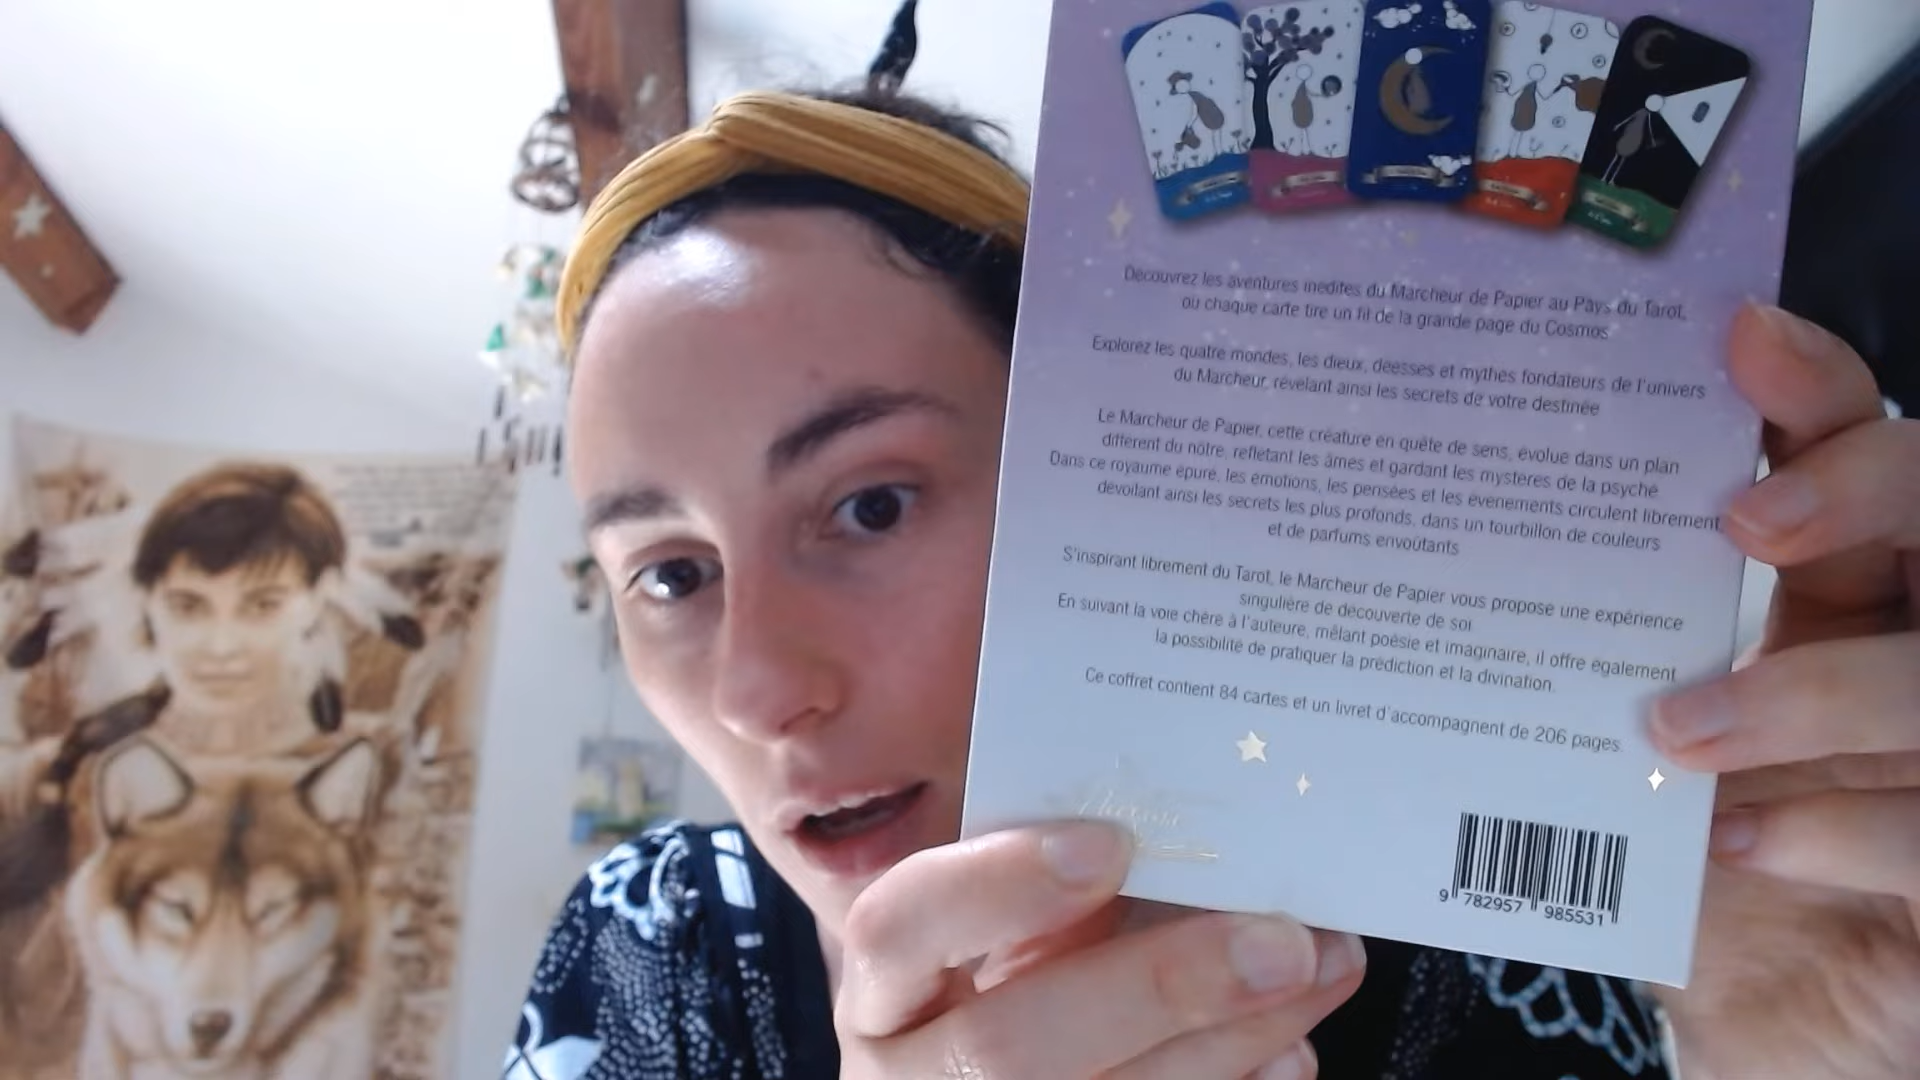 Découvrez les aventures inédites du Marcheur de Papier au Pays du Tarot,
où chaque carte tire un fil de la grande page du Cosmos
Explorez les quatre mondes, les dieux, déesses et mythes fondateurs de l'univers
du Marcheur, révélant ainsi les secrets de votre destinée
Le Marcheur de Papier, cette créature en quête de sens, évolue dans un plan
différent du nôtre, reflétant les âmes et gardant les mystères de la psyché
Dans ce royaume épuré, les émotions, les pensées et les évènements circulent librement
dévoilant ainsi les secrets les plus profonds, dans un tourbillon de couleurs
et de parfums envoûtants
S'inspirant librement du Tarot, le Marcheur de Papier vous propose une expérience
singulière de découverte de soi
En suivant la voie chère à l'auteure, mêlant poésie et imaginaire, il offre également
la possibilité de pratiquer la prédiction et la divination.
Ce coffret contient 84 cartes et un livret d'accompagnent de 206 pages.
9 782957 985531